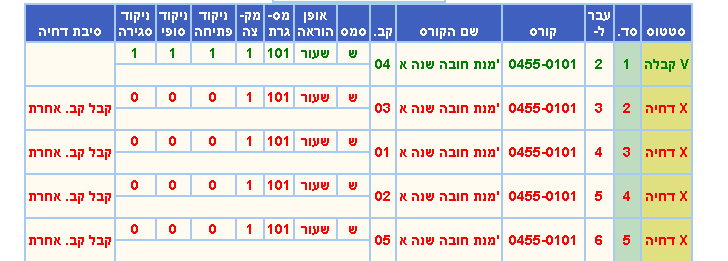 סטטוס סד. עבר ל- קורס שם הקורס קב. סמס אופן הוראה מס- גרת מק- צה ניקוד פתיחה ניקוד סופי ניקוד סגירה סיבת דחיה
V קבלה 1 2 0455-0101 מנת חובה שנה א' 04 ש שעור 101 1 1 1 1
X דחיה 2 3 0455-0101 מנת חובה שנה א' 03 ש שעור 101 1 0 0 0 קבל קב. אחרת
X דחיה 3 4 0455-0101 מנת חובה שנה א' 01 ש שעור 101 1 0 0 0 קבל קב. אחרת
X דחיה 4 5 0455-0101 מנת חובה שנה א' 02 ש שעור 101 1 0 0 0 קבל קב. אחרת
X דחיה 5 6 0455-0101 מנת חובה שנה א' 05 ש שעור 101 1 0 0 0 קבל קב. אחרת